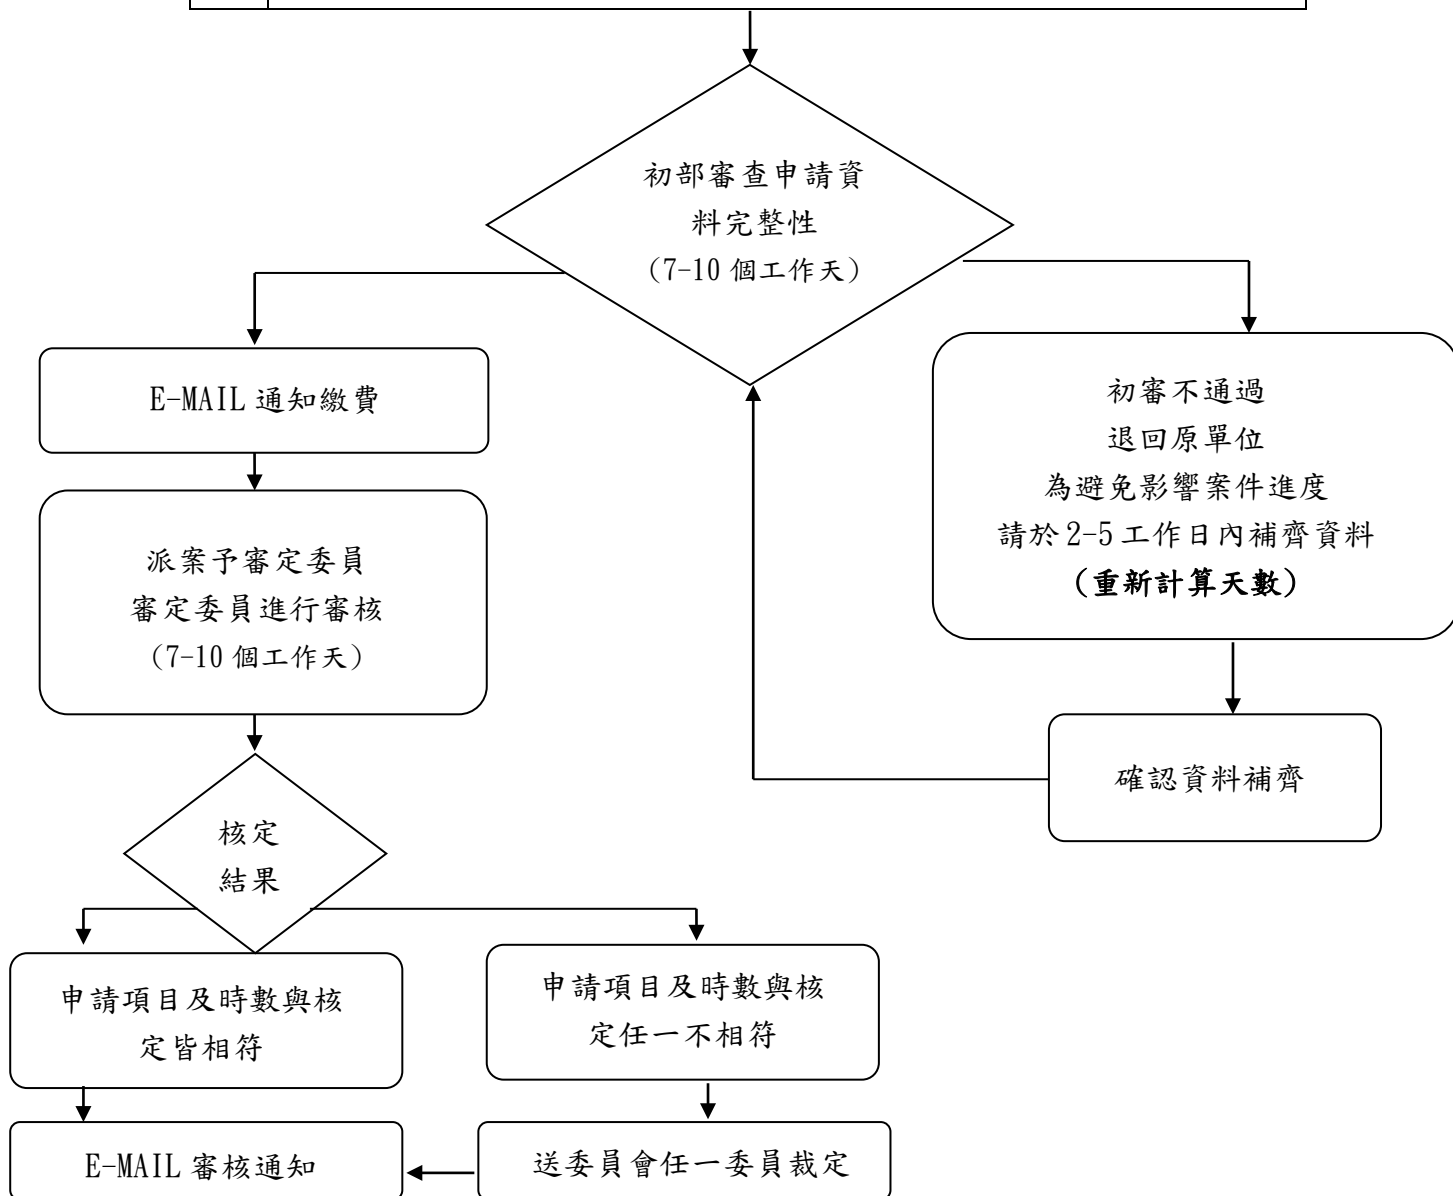 初部審查申請資
料完整性
(7-10 個工作天)
E-MAIL 通知繳費
初審不通過
退回原單位
為避免影響案件進度
請於 2-5 工作日內補齊資料
(重新計算天數)
派案予審定委員
審定委員進行審核
(7-10 個工作天)
確認資料補齊
核定
結果
申請項目及時數與核
定皆相符
申請項目及時數與核
定任一不相符
E-MAIL 審核通知
送委員會任一委員裁定